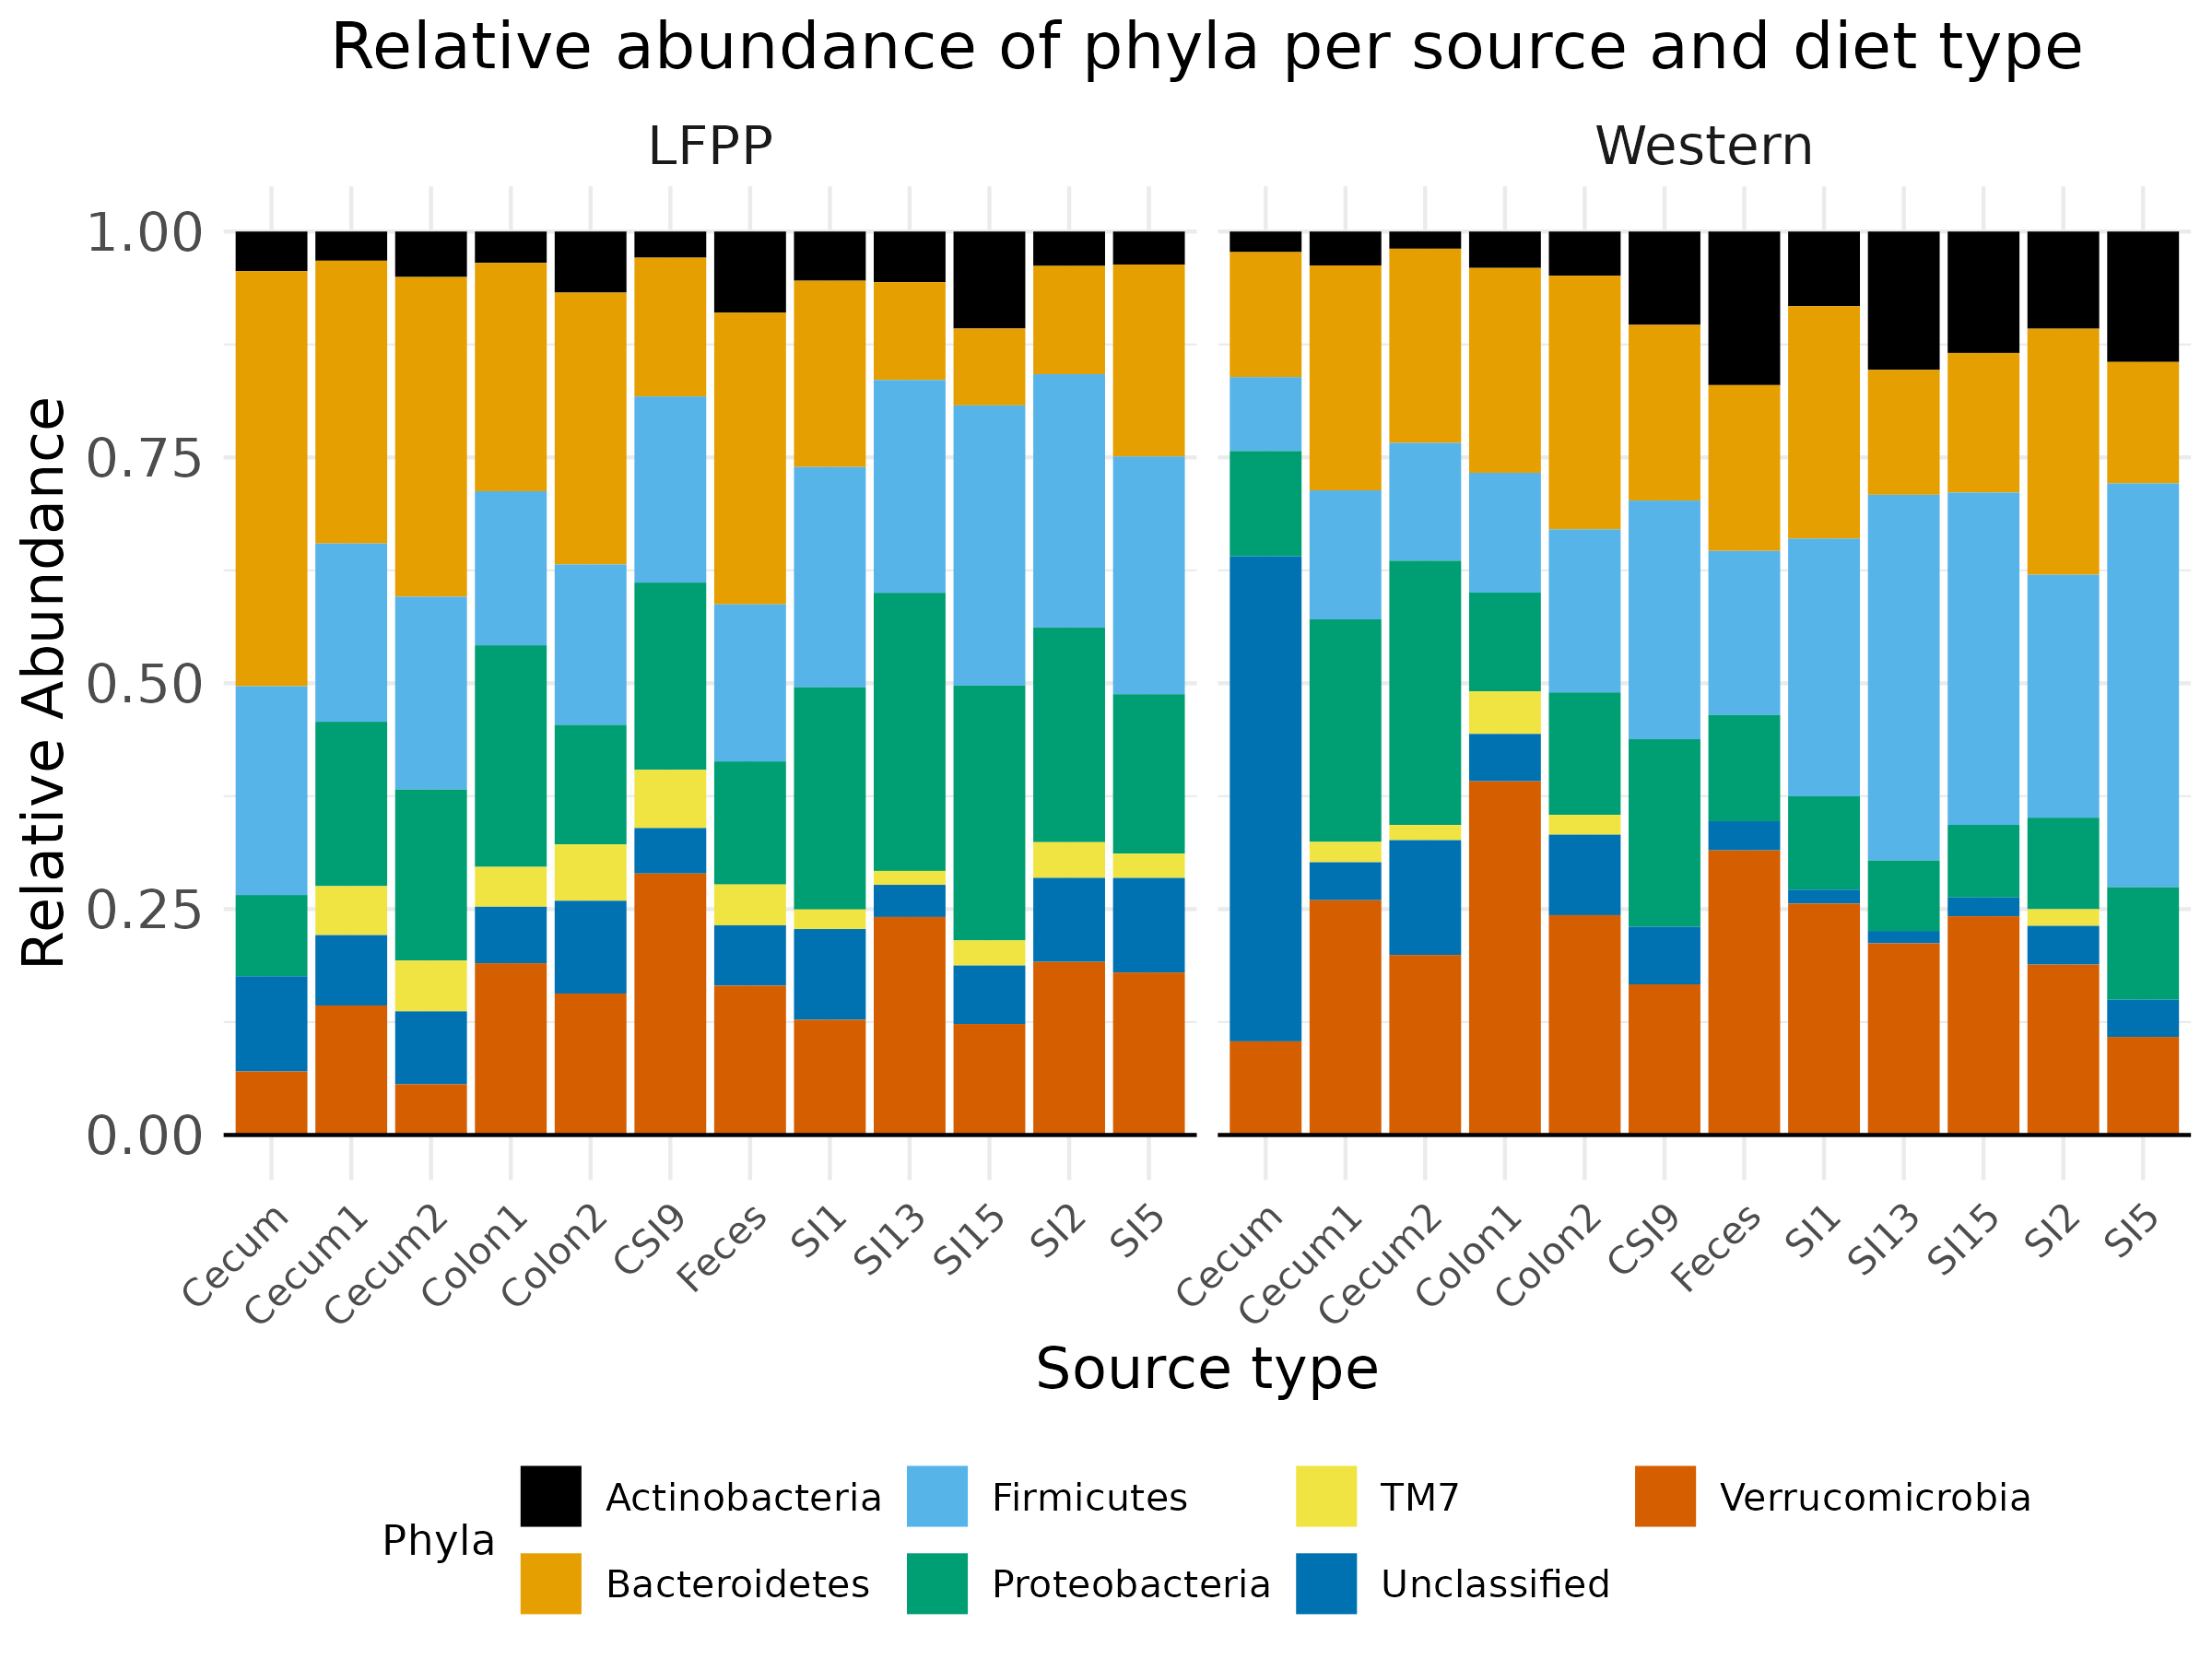 Relative abundance of phyla per source and diet type
LFPP
Western
Relative Abundance
1.00
0.75
0.50
0.25
0.00
Cecum
Cecum1
Cecum2
Colon1
Colon2
CSI9
Feces
SI1
SI13
SI15
SI2
SI5
Cecum
Cecum1
Cecum2
Colon1
Colon2
CSI9
Feces
SI1
SI13
SI15
SI2
SI5
Source type
Phyla
Actinobacteria
Bacteroidetes
Firmicutes
Proteobacteria
TM7
Unclassified
Verrucomicrobia